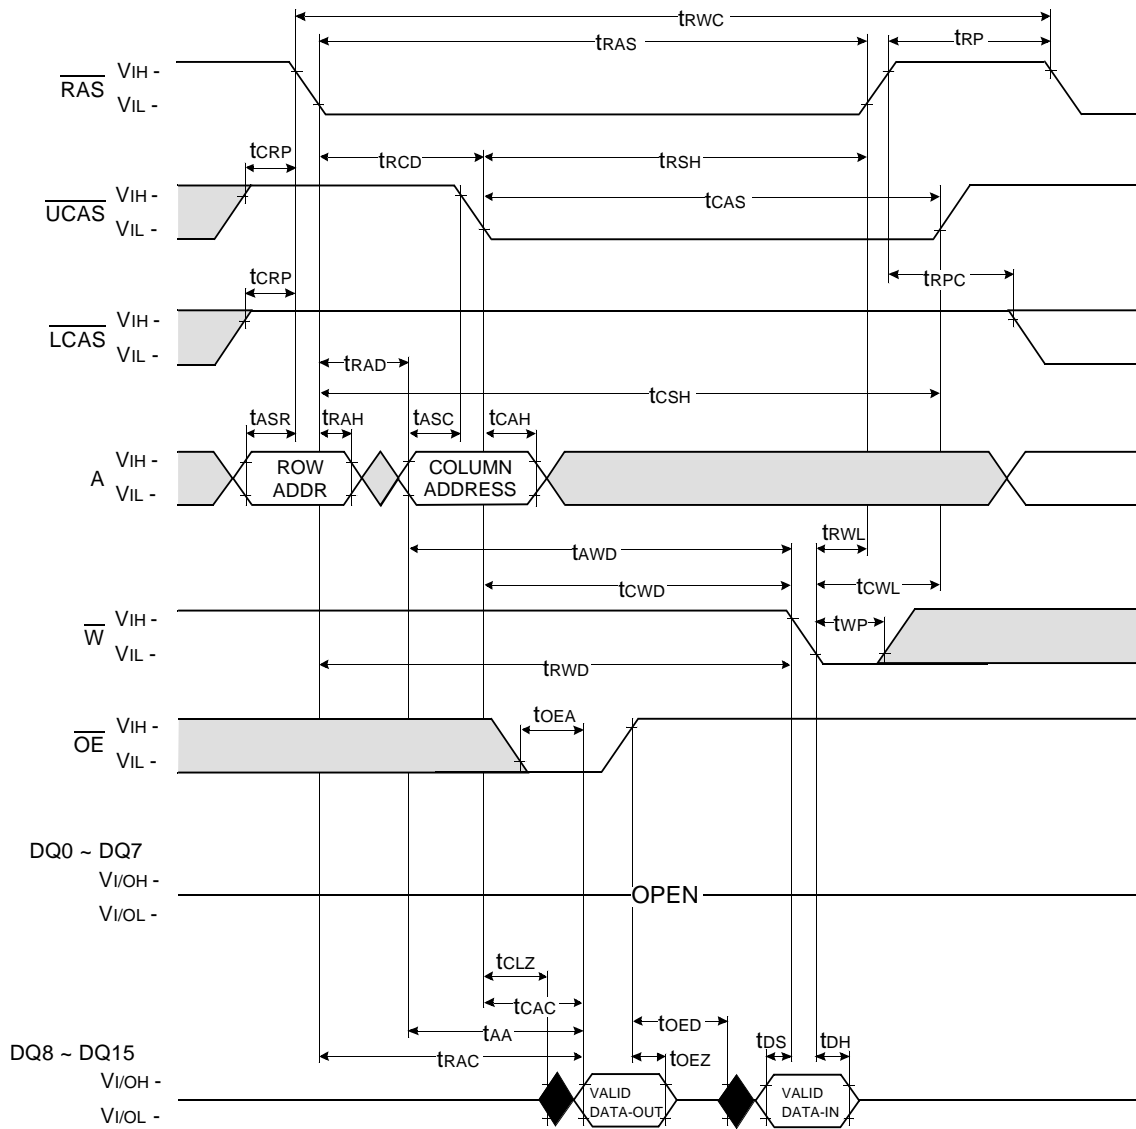 tRWC
tRAS
tRP
RAS
VIH -
VIL -
tCRP
tRCD
tRSH
UCAS
VIH -
VIL -
tCAS
tCRP
tRPC
LCAS
VIH -
VIL -
tRAD
tCSH
tASR
tRAH
tASC
tCAH
A
VIH -
VIL -
ROW
ADDR
COLUMN
ADDRESS
tRWL
tAWD
tCWD
tCWL
W
VIH -
VIL -
tWP
tRWD
OE
VIH -
VIL -
tOEA
DQ0 ~ DQ7
VI/OH -
VI/OL -
OPEN
tCLZ
tCAC
tAA
tOED
tRAC
tOEZ
tDS
tDH
DQ8 ~ DQ15
VI/OH -
VI/OL -
VALID
DATA-OUT
VALID
DATA-IN